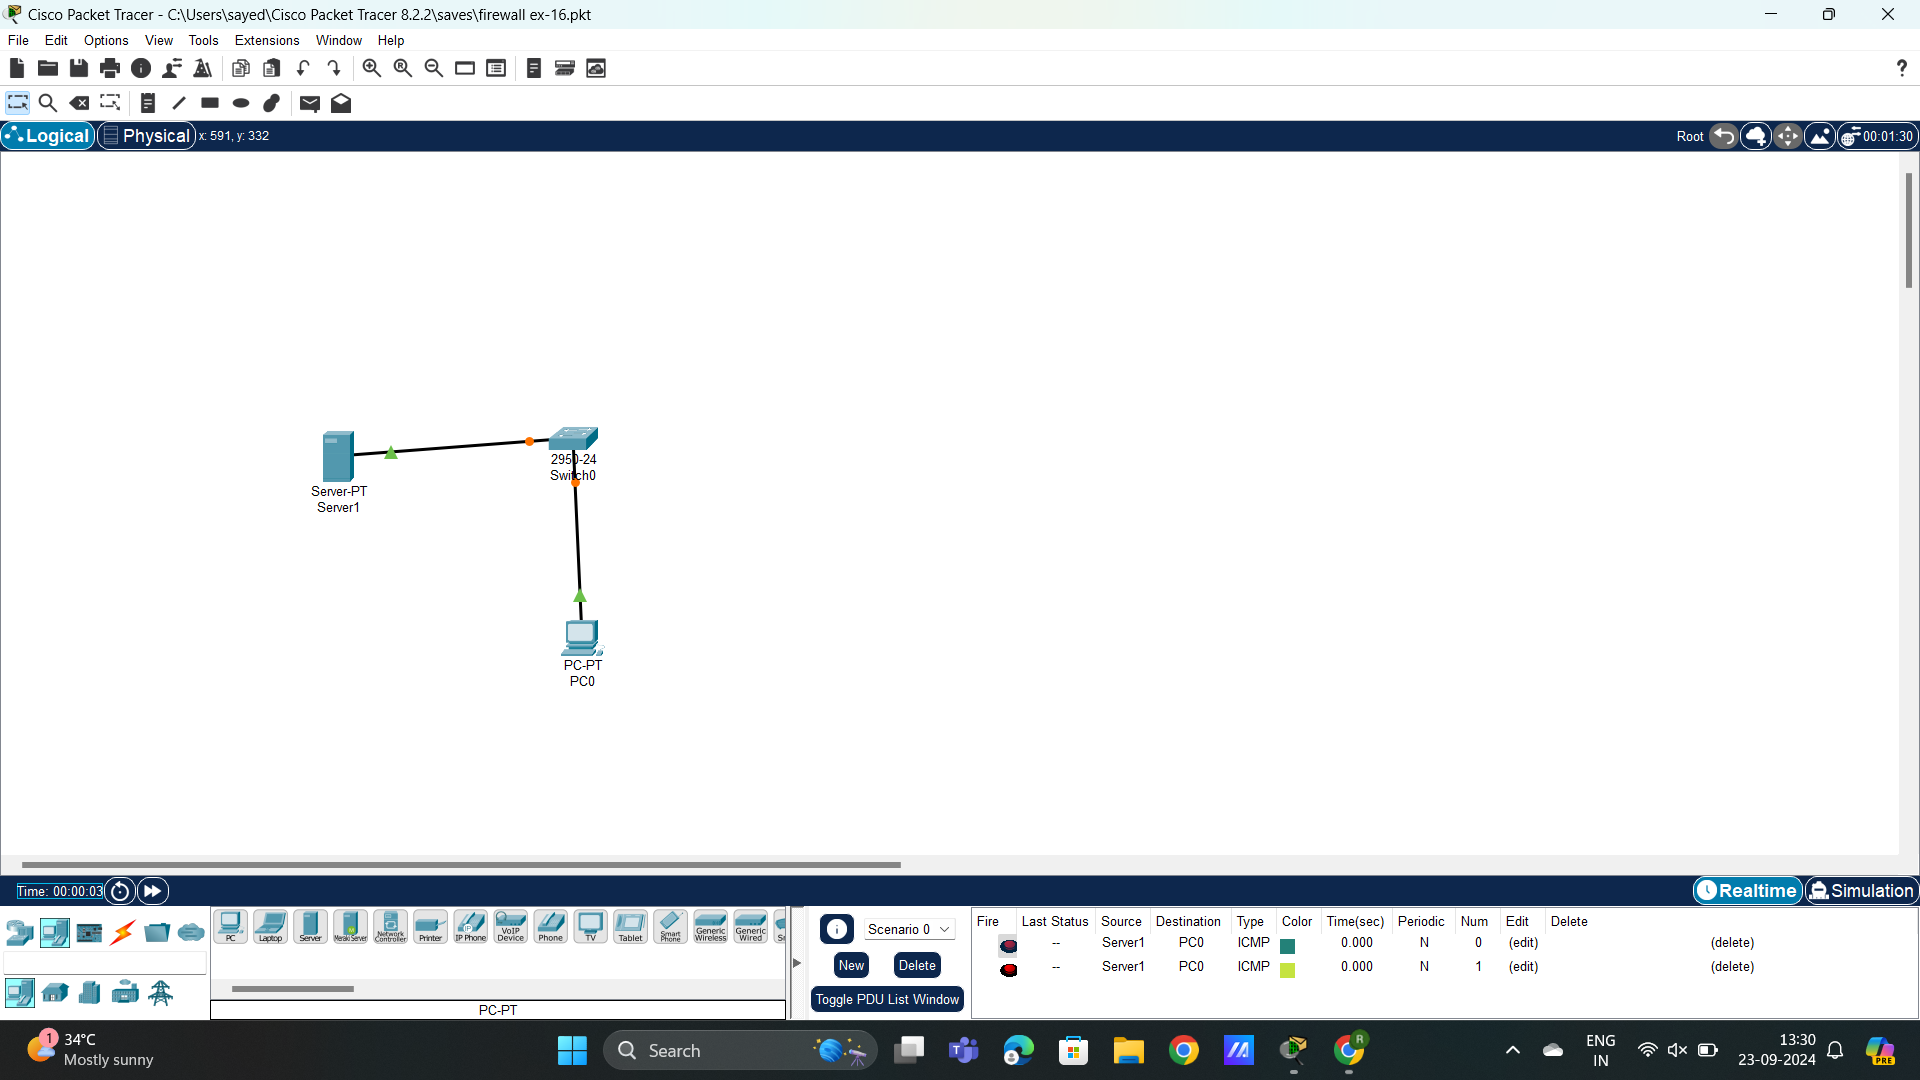 Cisco Packet Tracer - C:\Users\sayed\Cisco Packet Tracer 8.2.2\saves\firewall ex-16.pkt
File Edit Options View Tools Extensions Window Help
?
Logical Physical x: 591, y: 332 Root 00:01:30
2950-24
Switch0
Server-PT
Server1
PC-PT
PC0
Time: 00:00:03 Realtime Simulation
PC Laptop Server Meraki Server Network Controller Printer IP Phone VoIP Device Phone TV Tablet Smart Phone Generic Wireless Generic Wired
PC-PT
Scenario 0
New Delete
Toggle PDU List Window
Fire Last Status Source Destination Type Color Time(sec) Periodic Num Edit Delete
-- Server1 PC0 ICMP 0.000 N 0 (edit) (delete)
-- Server1 PC0 ICMP 0.000 N 1 (edit) (delete)
1 34°C
Mostly sunny
Search
R
ENG
IN
13:30
23-09-2024
PRE